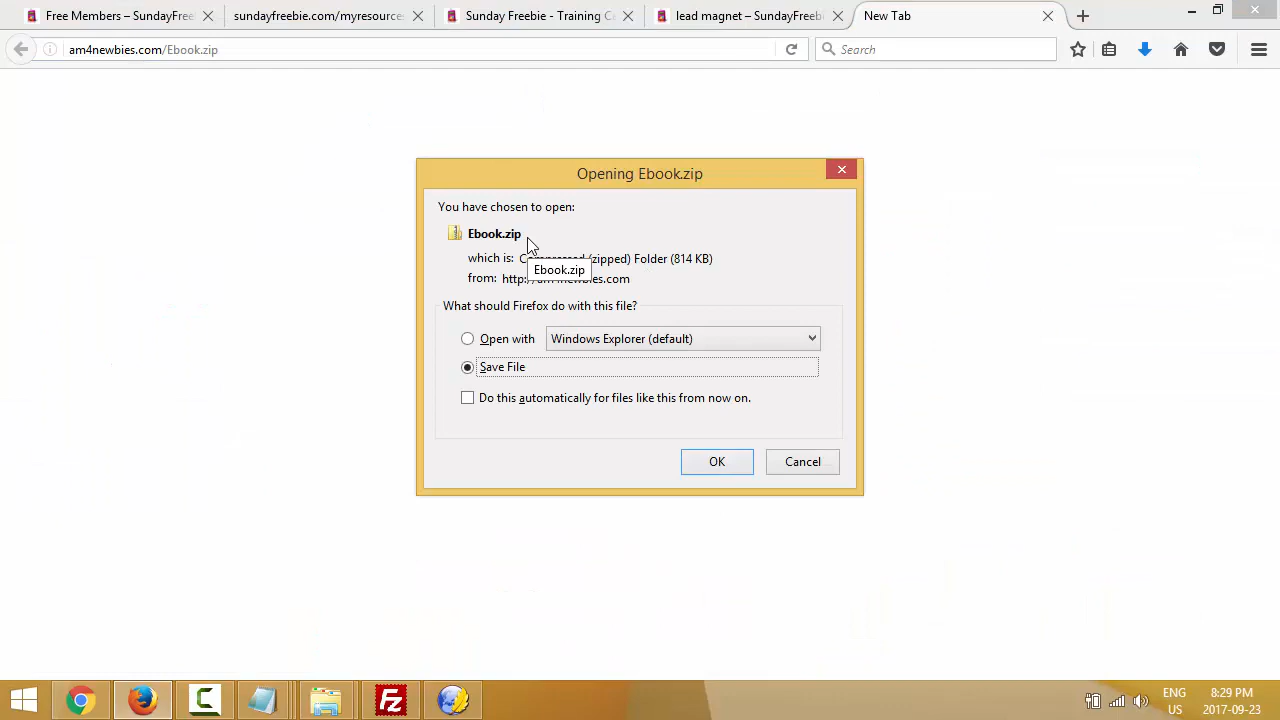 Free Members – SundayFree
sundayfreebie.com/myresource
Sunday Freebie - Training C
lead magnet – SundayFreeb
New Tab
am4newbies.com/Ebook.zip
Search
Opening Ebook.zip
You have chosen to open:
Ebook.zip
which is: (zipped) Folder (814 KB)
Ebook.zip
from:
What should Firefox do with this file?
Open with Windows Explorer (default)
Save File
Do this automatically for files like this from now on.
OK Cancel
ENG
US
8:29 PM
2017-09-23